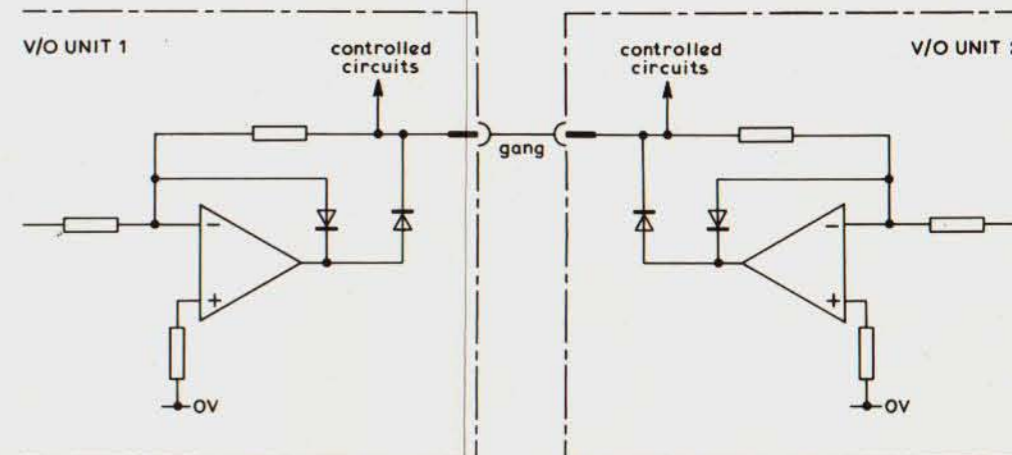 V/O UNIT 1
controlled
circuits
controlled
circuits
V/O UNIT
gang
−
−
+
+
0V
0V